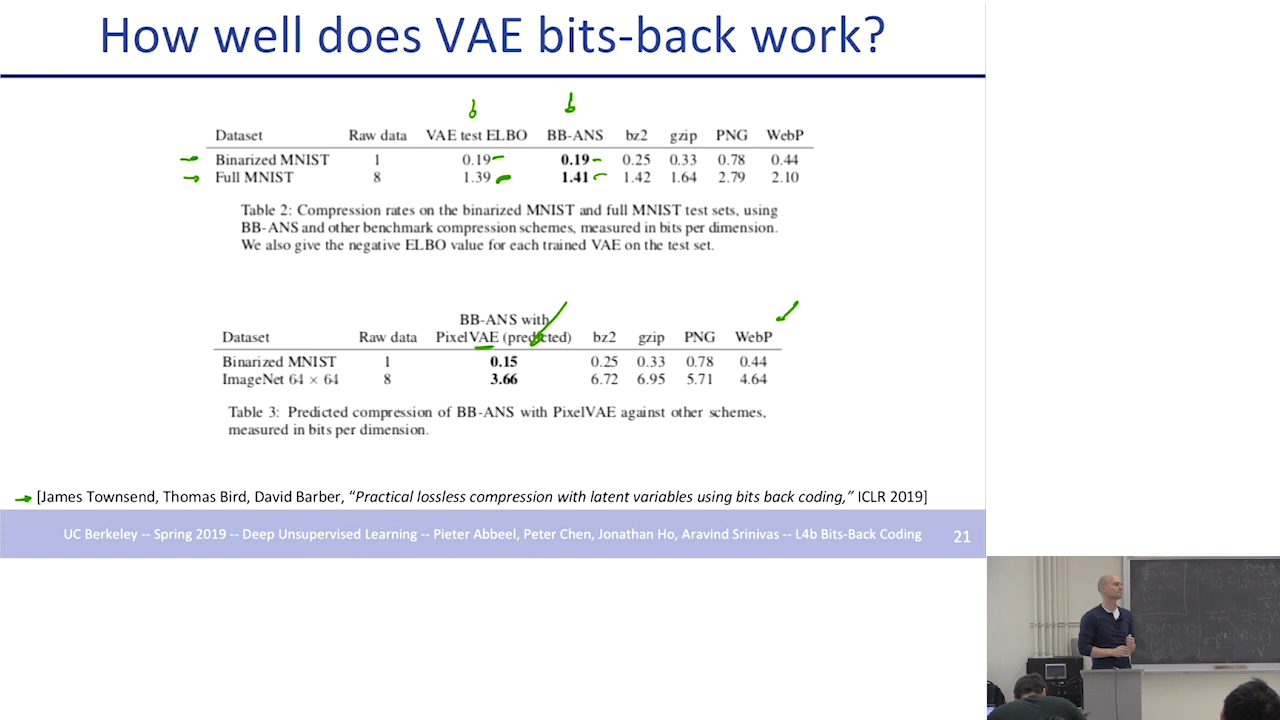 How well does VAE bits-back work?
Dataset Raw data VAE test ELBO BB-ANS bz2 gzip PNG WebP
Binarized MNIST 1 0.19 0.19 0.25 0.33 0.78 0.44
Full MNIST 8 1.39 1.41 1.42 1.64 2.79 2.10
Table 2: Compression rates on the binarized MNIST and full MNIST test sets, using
BB-ANS and other benchmark compression schemes, measured in bits per dimension.
We also give the negative ELBO value for each trained VAE on the test set.
BB-ANS with
Dataset Raw data PixelVAE (predicted) bz2 gzip PNG WebP
Binarized MNIST 1 0.15 0.25 0.33 0.78 0.44
ImageNet 64 × 64 8 3.66 6.72 6.95 5.71 4.64
Table 3: Predicted compression of BB-ANS with PixelVAE against other schemes,
measured in bits per dimension.
[James Townsend, Thomas Bird, David Barber, “Practical lossless compression with latent variables using bits back coding,” ICLR 2019]
UC Berkeley -- Spring 2019 -- Deep Unsupervised Learning -- Pieter Abbeel, Peter Chen, Jonathan Ho, Aravind Srinivas -- L4b Bits-Back Coding 21